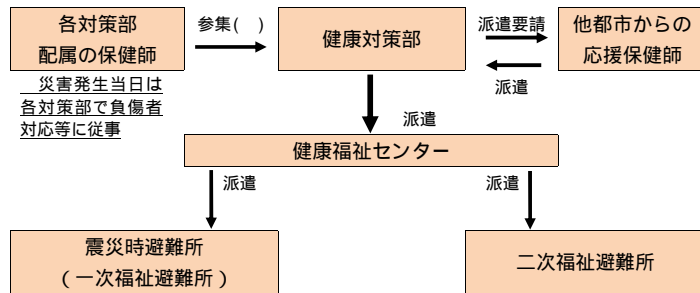 各対策部
配属の保健師
参集(　)
健康対策部
派遣要請
派遣
他都市からの
応援保健師
災害発生当日は
各対策部で負傷者
対応等に従事
派遣
健康福祉センター
派遣
派遣
震災時避難所
(一次福祉避難所)
二次福祉避難所